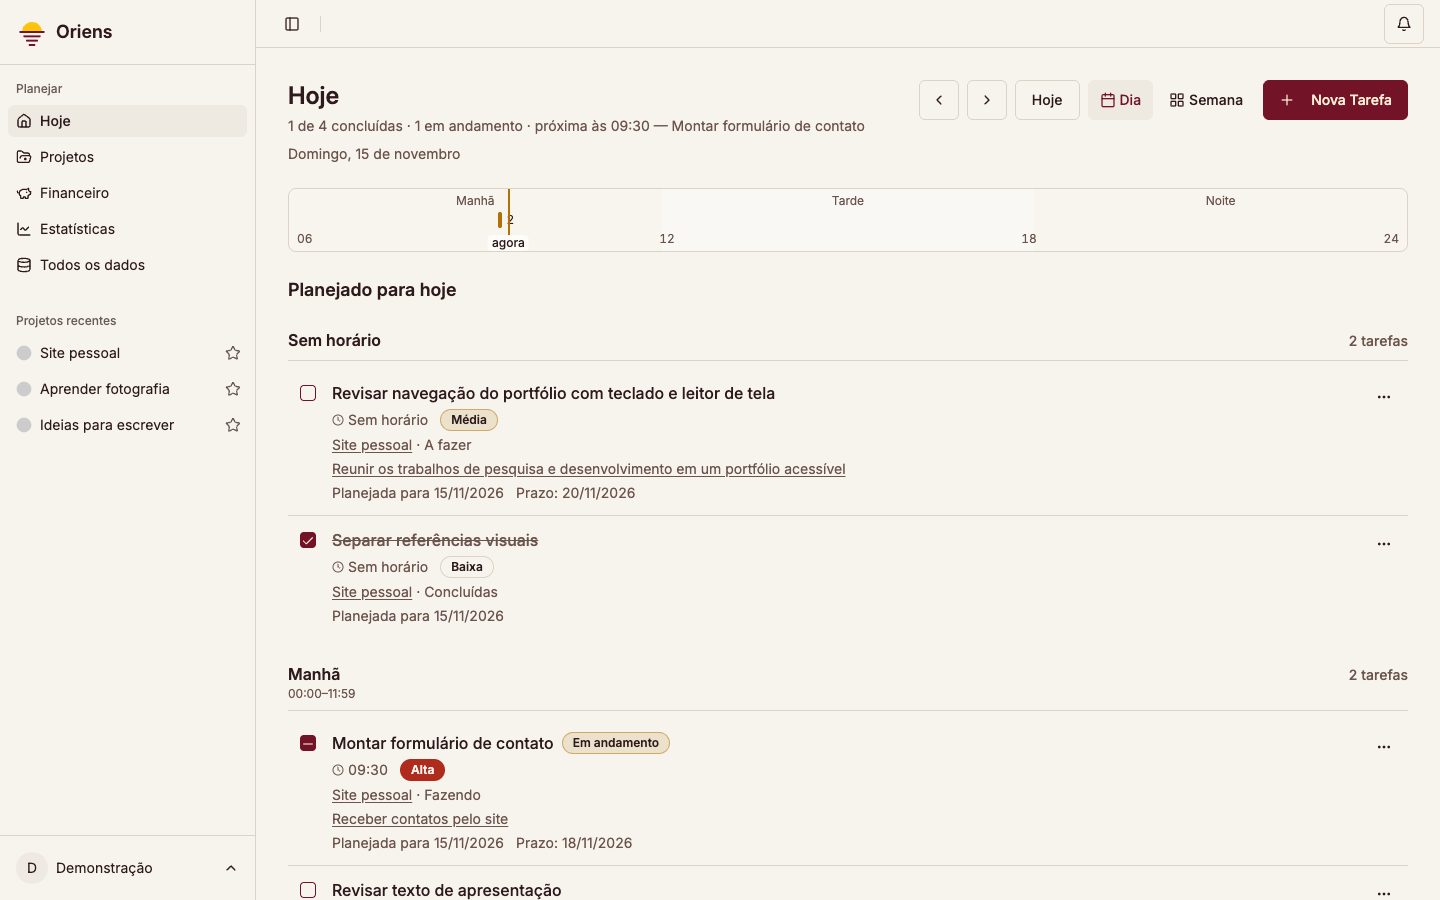 Oriens
Planejar
Hoje
Projetos
Financeiro
Estatísticas
Todos os dados
Projetos recentes
Site pessoal
Aprender fotografia
Ideias para escrever
D Demonstração
Hoje
1 de 4 concluídas · 1 em andamento · próxima às 09:30 — Montar formulário de contato
Domingo, 15 de novembro
Hoje Dia Semana + Nova Tarefa
Manhã Tarde Noite
2
06 agora 12 18 24
Planejado para hoje
Sem horário 2 tarefas
Revisar navegação do portfólio com teclado e leitor de tela
Sem horário Média
Site pessoal · A fazer
Reunir os trabalhos de pesquisa e desenvolvimento em um portfólio acessível
Planejada para 15/11/2026 Prazo: 20/11/2026
Separar referências visuais
Sem horário Baixa
Site pessoal · Concluídas
Planejada para 15/11/2026
Manhã 2 tarefas
00:00–11:59
Montar formulário de contato Em andamento
09:30 Alta
Site pessoal · Fazendo
Receber contatos pelo site
Planejada para 15/11/2026 Prazo: 18/11/2026
Revisar texto de apresentação